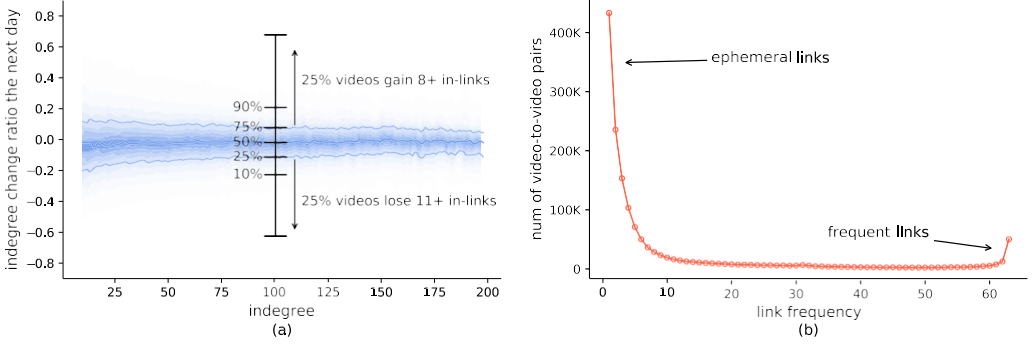 indegree change ratio the next day
0.8
0.6
0.4
0.2
0.0
−0.2
−0.4
−0.6
−0.8
25% videos gain 8+ in-links
90%
75%
50%
25%
10%
25% videos lose 11+ in-links
25 50 75 100 125 150 175 200
indegree
(a)
num of video-to-video pairs
400K
300K
200K
100K
0
ephemeral links
frequent links
0 10 20 30 40 50 60
link frequency
(b)